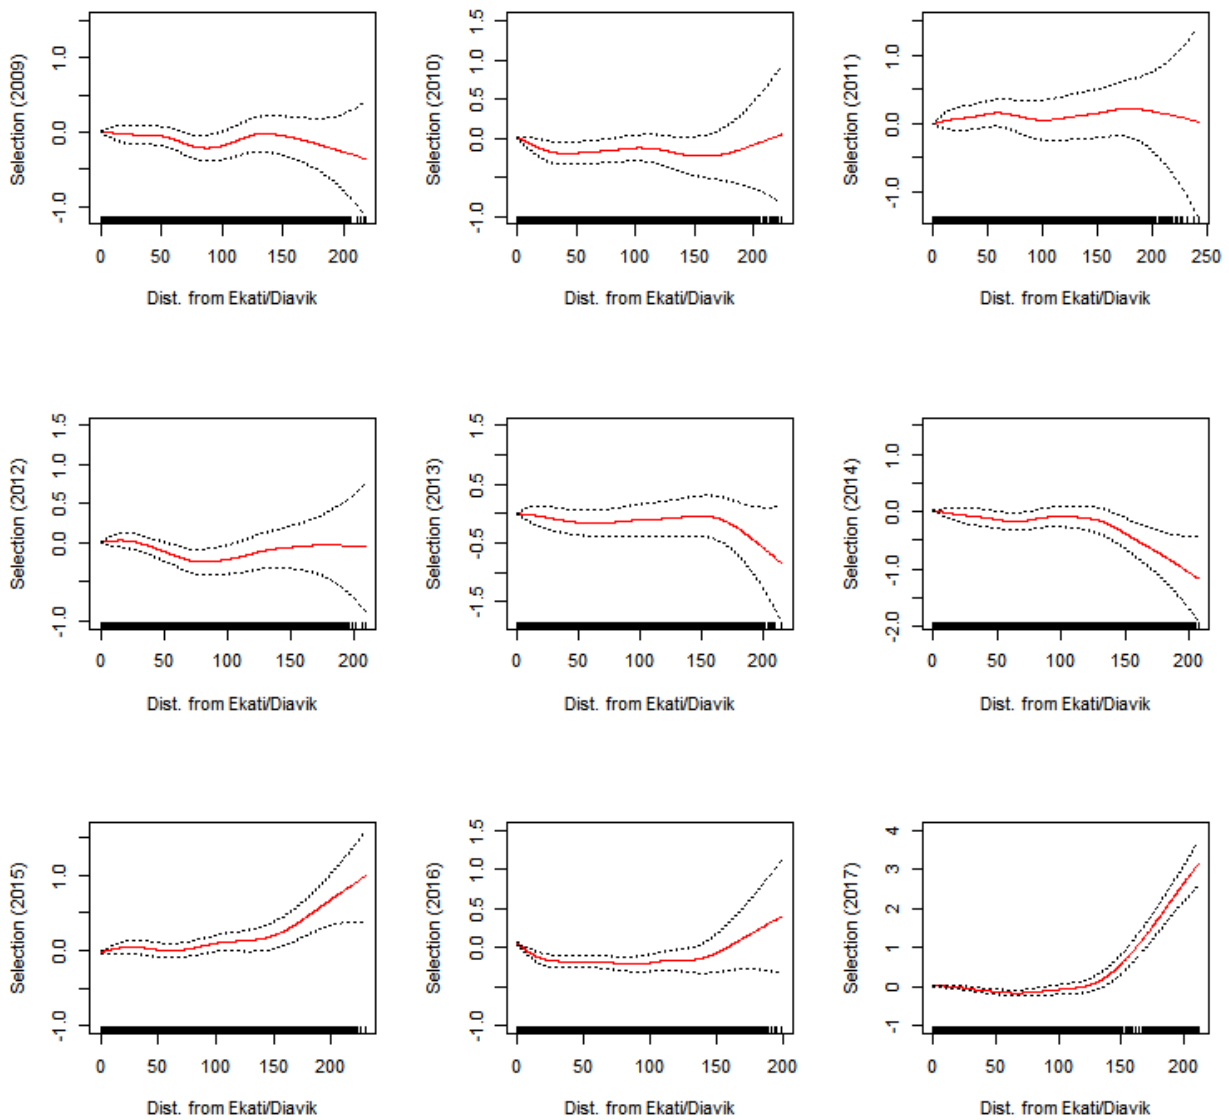 Selection (2009)
1.0
0.0
-1.0
0 50 100 150 200
Dist. from Ekati/Diavik
Selection (2010)
1.5
1.0
0.5
0.0
-1.0
0 50 100 150 200
Dist. from Ekati/Diavik
Selection (2011)
1.0
0.0
-1.0
0 50 100 150 200 250
Dist. from Ekati/Diavik
Selection (2012)
1.5
1.0
0.5
0.0
-1.0
0 50 100 150 200
Dist. from Ekati/Diavik
Selection (2013)
1.5
0.5
-0.5
-1.5
0 50 100 150 200
Dist. from Ekati/Diavik
Selection (2014)
1.0
0.0
-1.0
-2.0
0 50 100 150 200
Dist. from Ekati/Diavik
Selection (2015)
1.0
0.0
-1.0
0 50 100 150 200
Dist. from Ekati/Diavik
Selection (2016)
1.5
1.0
0.5
0.0
-1.0
0 50 100 150 200
Dist. from Ekati/Diavik
Selection (2017)
4
3
2
1
0
-1
0 50 100 150 200
Dist. from Ekati/Diavik